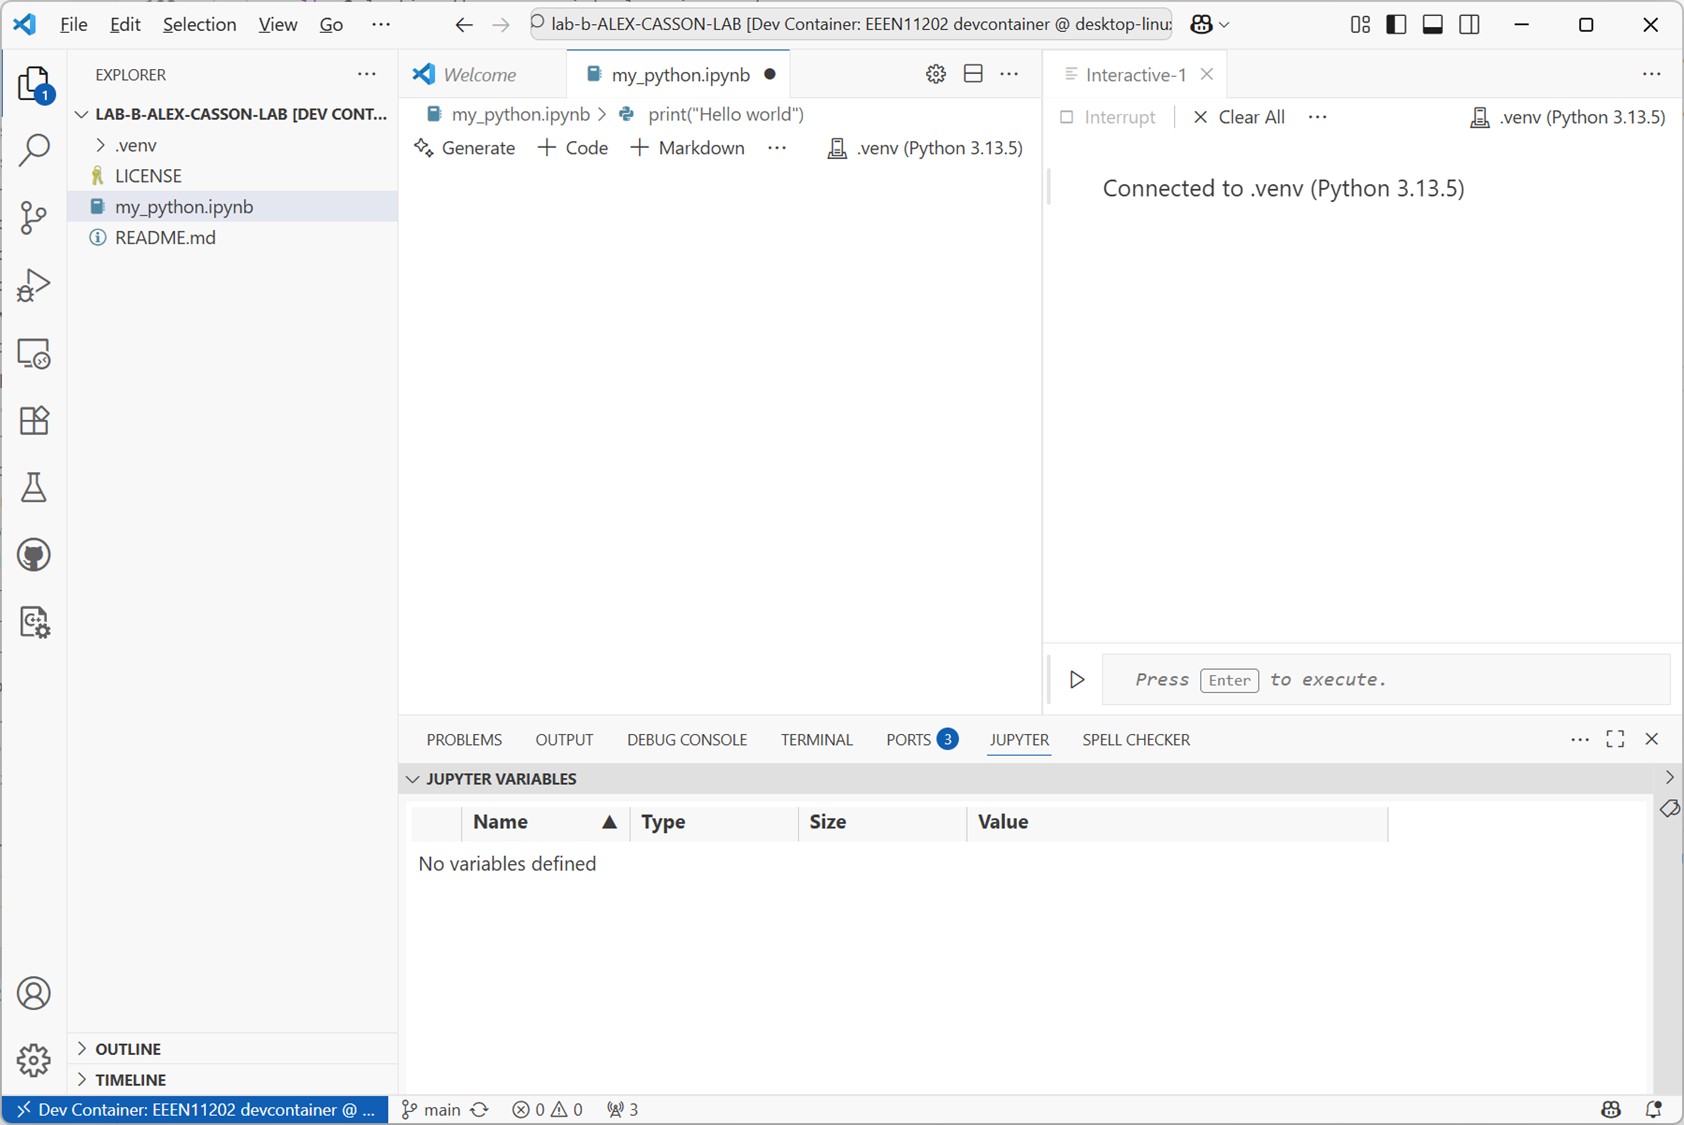 File Edit Selection View Go ···
lab-b-ALEX-CASSON-LAB [Dev Container: EEEN11202 devcontainer @ desktop-linux
1
EXPLORER ···
LAB-B-ALEX-CASSON-LAB [DEV CONT...
.venv
LICENSE
my_python.ipynb
README.md
OUTLINE
TIMELINE
Welcome
my_python.ipynb ●
my_python.ipynb > print("Hello world")
Generate + Code + Markdown ··· .venv (Python 3.13.5)
Interactive-1
Interrupt Clear All ··· .venv (Python 3.13.5)
Connected to .venv (Python 3.13.5)
Press Enter to execute.
PROBLEMS OUTPUT DEBUG CONSOLE TERMINAL PORTS 3 JUPYTER SPELL CHECKER
JUPYTER VARIABLES
Name ▲ Type Size Value
No variables defined
Dev Container: EEEN11202 devcontainer @ ... main 0 0 3